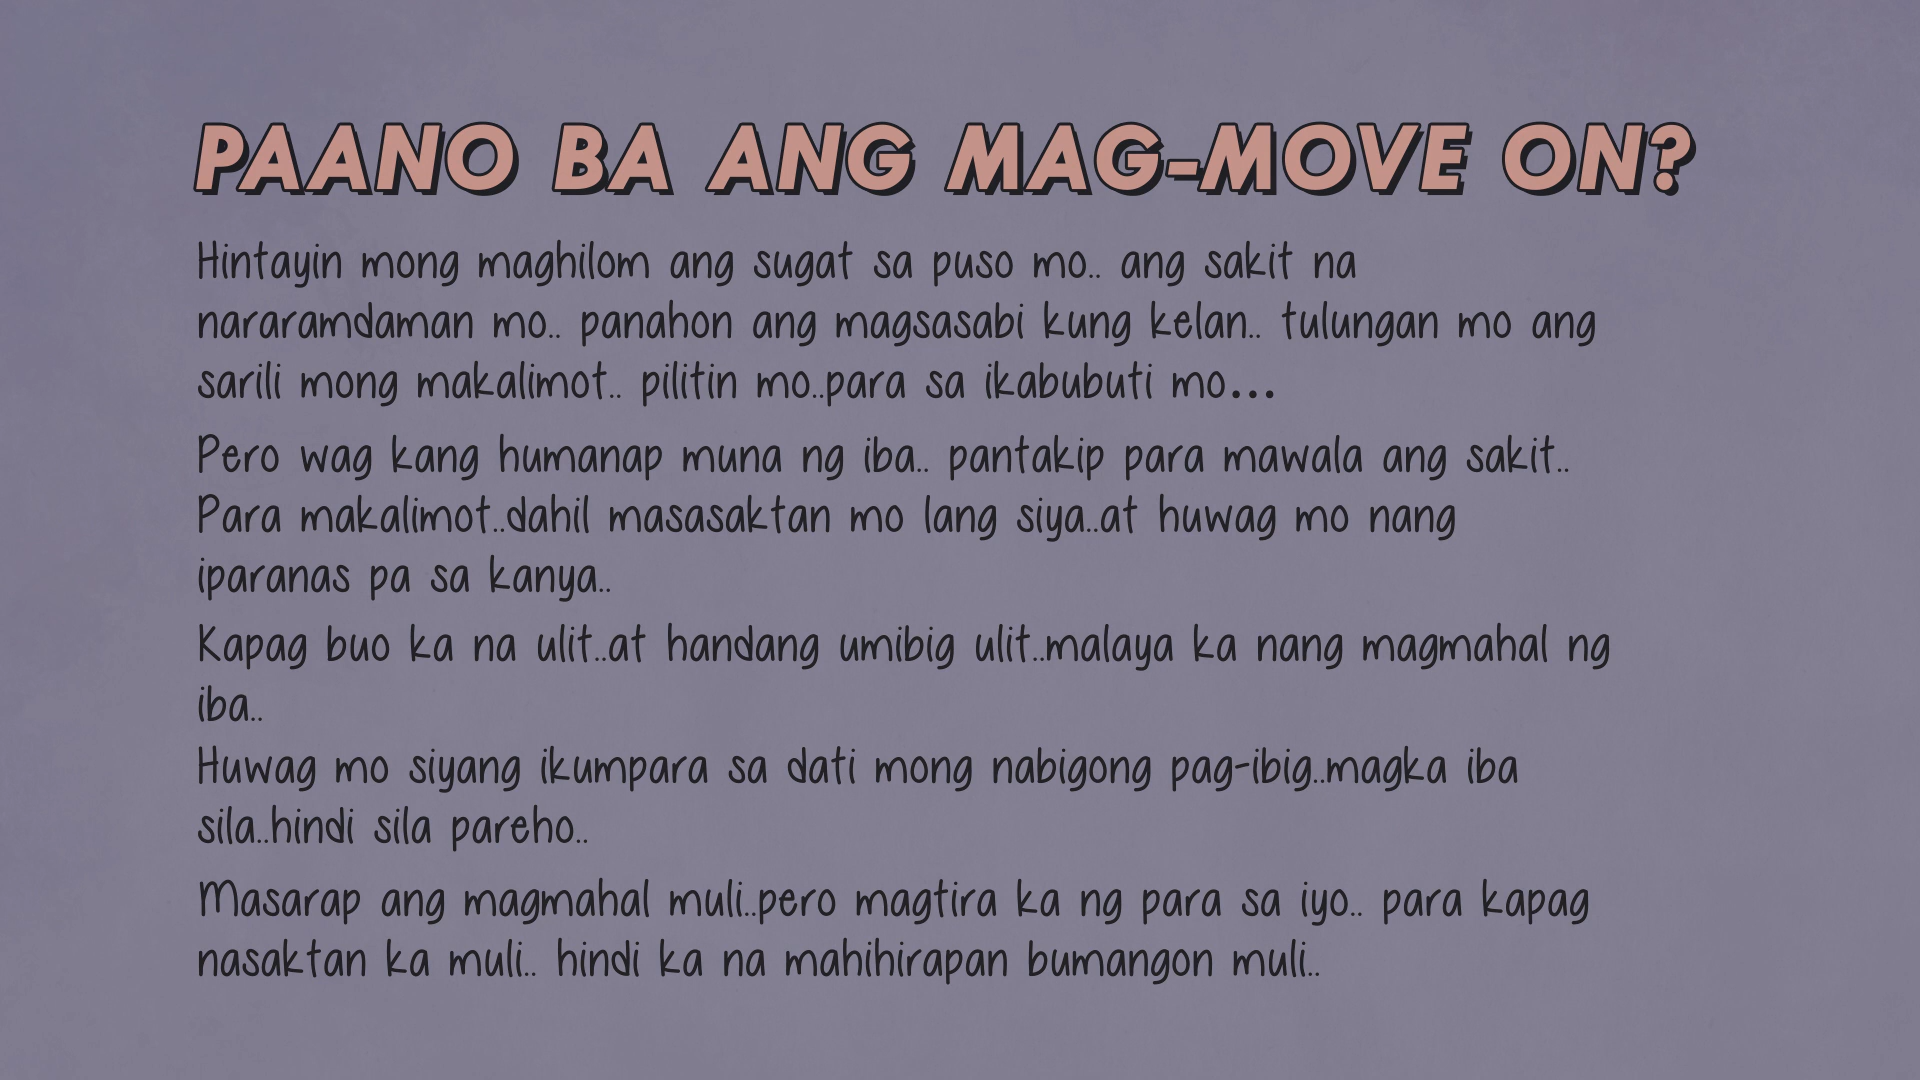 PAANO BA ANG MAG-MOVE ON?
Hintayin mong maghilom ang sugat sa puso mo.. ang sakit na
nararamdaman mo.. panahon ang magsasabi kung kelan.. tulungan mo ang
sarili mong makalimot.. pilitin mo..para sa ikabubuti mo...
Pero wag kang humanap muna ng iba.. pantakip para mawala ang sakit..
Para makalimot..dahil masasaktan mo lang siya..at huwag mo nang
iparanas pa sa kanya..
Kapag buo ka na ulit..at handang umibig ulit..malaya ka nang magmahal ng
iba..
Huwag mo siyang ikumpara sa dati mong nabigong pag-ibig..magka iba
sila..hindi sila pareho..
Masarap ang magmahal muli..pero magtira ka ng para sa iyo.. para kapag
nasaktan ka muli.. hindi ka na mahihirapan bumangon muli..